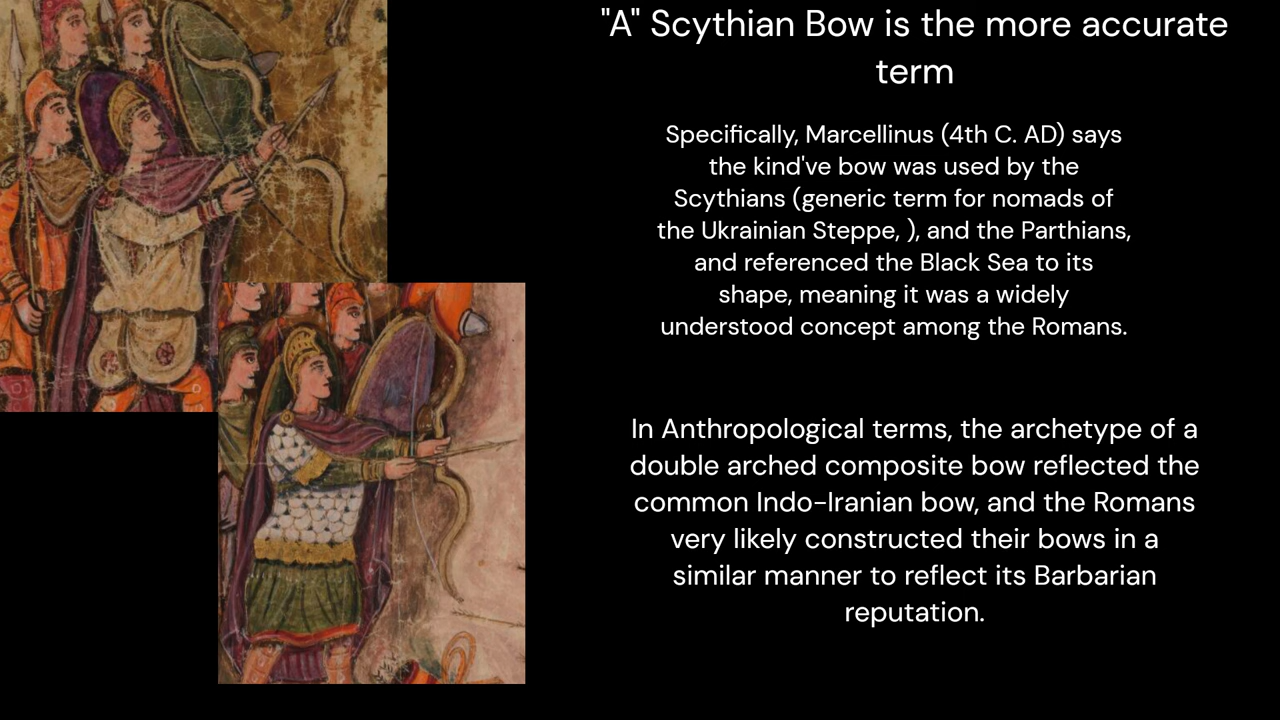 "A" Scythian Bow is the more accurate
term
Specifically, Marcellinus (4th C. AD) says
the kind've bow was used by the
Scythians (generic term for nomads of
the Ukrainian Steppe, ), and the Parthians,
and referenced the Black Sea to its
shape, meaning it was a widely
understood concept among the Romans.
In Anthropological terms, the archetype of a
double arched composite bow reflected the
common Indo-Iranian bow, and the Romans
very likely constructed their bows in a
similar manner to reflect its Barbarian
reputation.